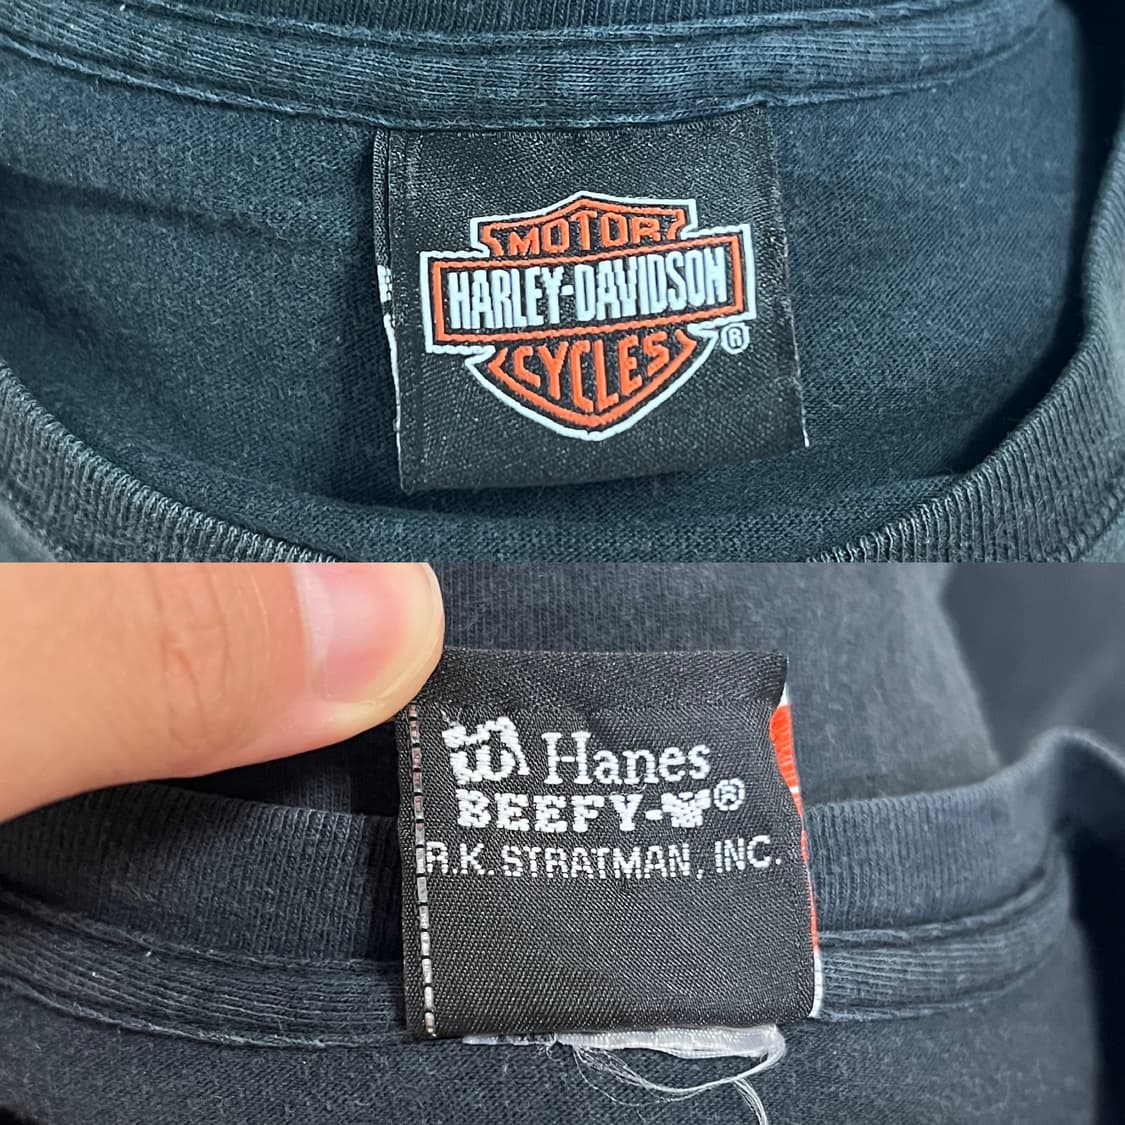 MOTOR
HARLEY-DAVIDSON
CYCLES
®
Hanes
BEEFY-T®
R.K. STRATMAN, INC.